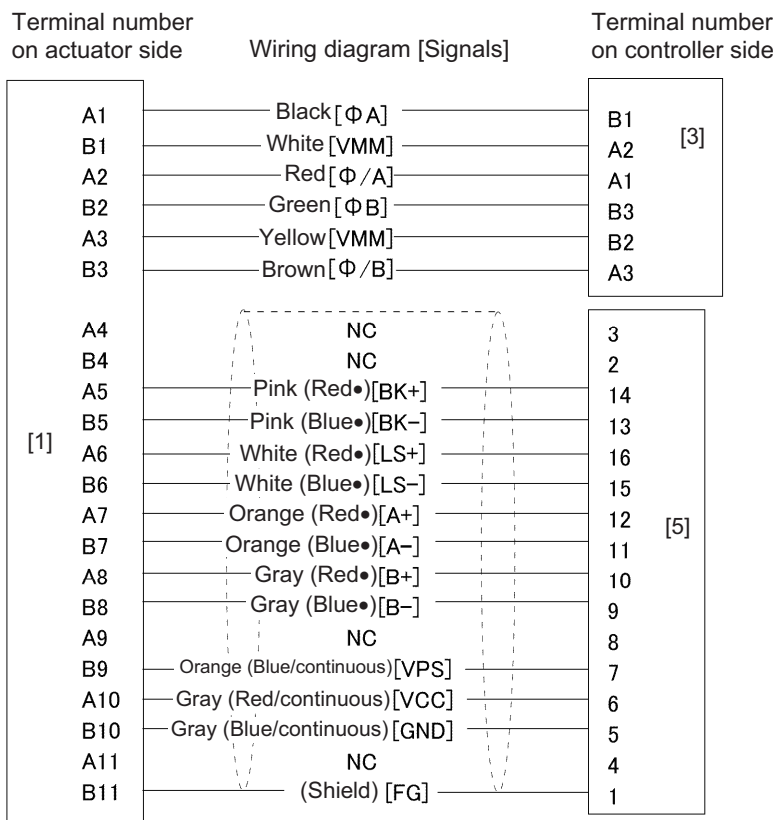 Terminal number on actuator side
Wiring diagram [Signals]
Terminal number on controller side
A1 Black [ΦA] B1
B1 White [VMM] A2
A2 Red [Φ/A] A1
B2 Green [ΦB] B3
A3 Yellow [VMM] B2
B3 Brown [Φ/B] A3
[3]
A4 NC 3
B4 NC 2
A5 Pink (Red●) [BK+] 14
B5 Pink (Blue●) [BK−] 13
[1]
A6 White (Red●) [LS+] 16
B6 White (Blue●) [LS−] 15
A7 Orange (Red●) [A+] 12
[5]
B7 Orange (Blue●) [A−] 11
A8 Gray (Red●) [B+] 10
B8 Gray (Blue●) [B−] 9
A9 NC 8
B9 Orange (Blue/continuous) [VPS] 7
A10 Gray (Red/continuous) [VCC] 6
B10 Gray (Blue/continuous) [GND] 5
A11 NC 4
B11 (Shield) [FG] 1